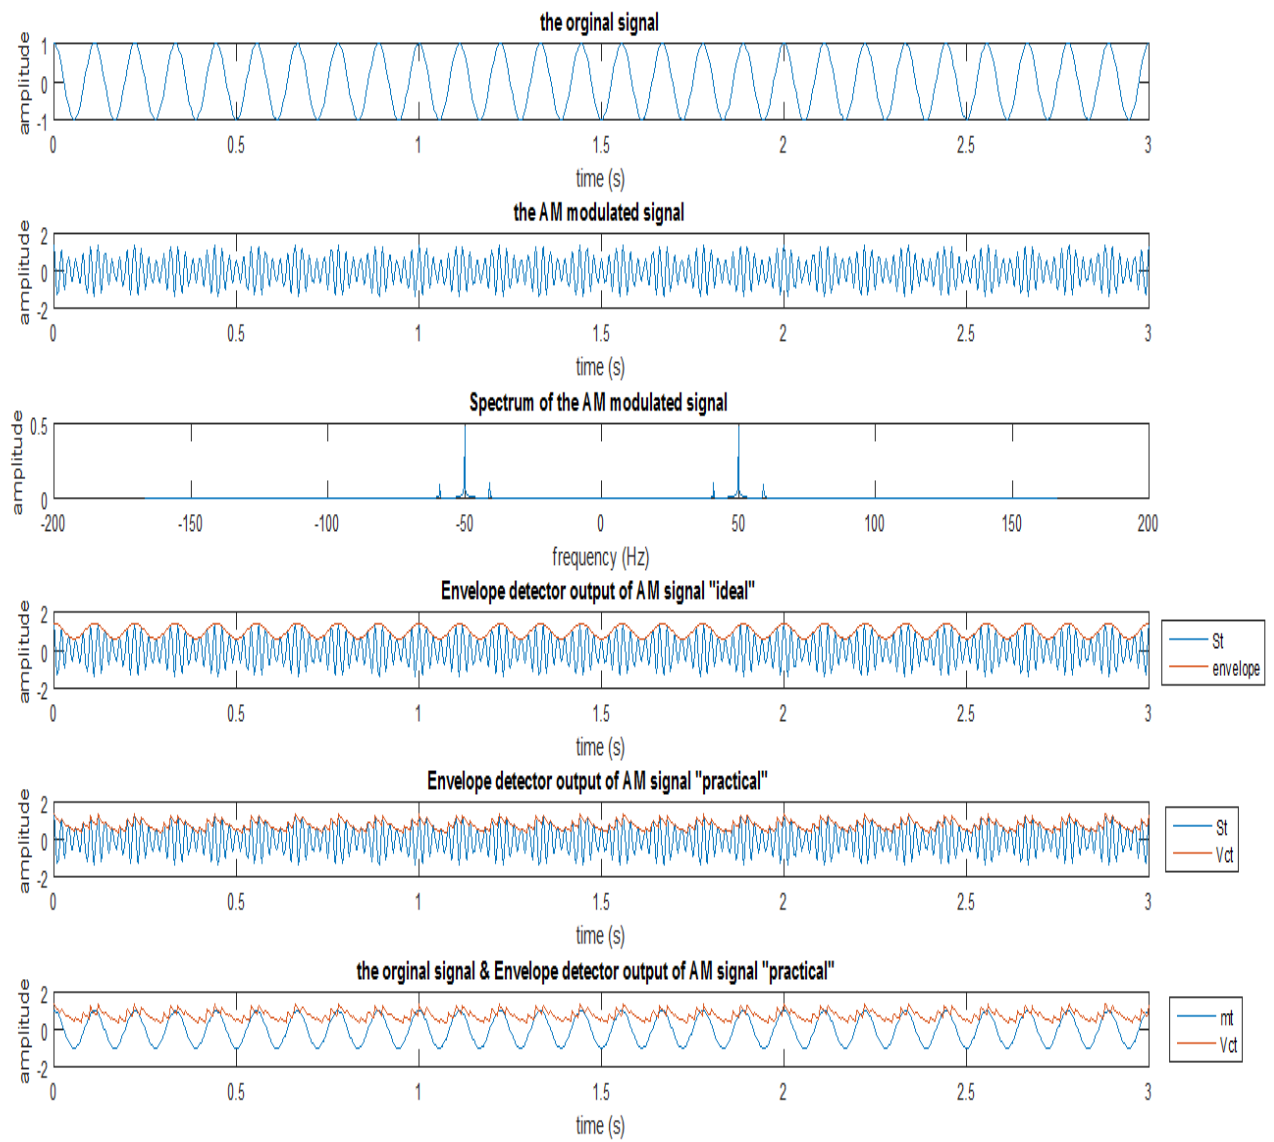 the orginal signal
amplitude
1
0
-1
0 0.5 1 1.5 2 2.5 3
time (s)
the AM modulated signal
amplitude
2
0
-2
0 0.5 1 1.5 2 2.5 3
time (s)
Spectrum of the AM modulated signal
amplitude
0.5
0
-200 -150 -100 -50 0 50 100 150 200
frequency (Hz)
Envelope detector output of AM signal "ideal"
amplitude
2
0
-2
0 0.5 1 1.5 2 2.5 3
time (s)
St
envelope
Envelope detector output of AM signal "practical"
amplitude
2
0
-2
0 0.5 1 1.5 2 2.5 3
time (s)
St
Vct
the orginal signal & Envelope detector output of AM signal "practical"
amplitude
2
0
-2
0 0.5 1 1.5 2 2.5 3
time (s)
mt
Vct